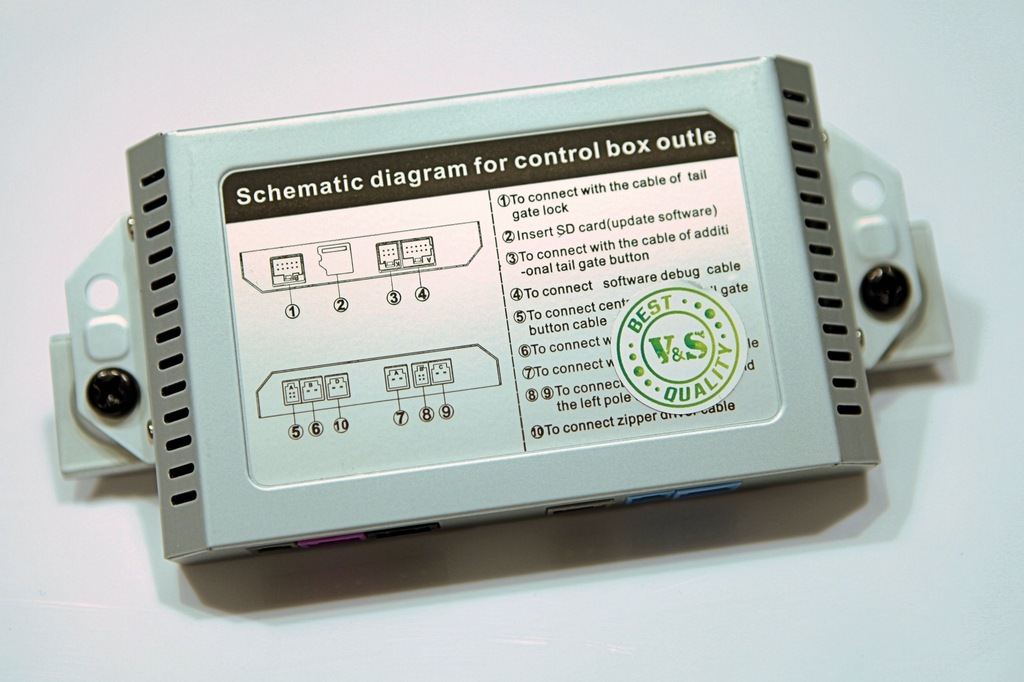 Schematic diagram for control box outle
①To connect with the cable of tail
gate lock
②Insert SD card(update software)
③To connect with the cable of additi
-onal tail gate button
④To connect software debug cable
⑤To connect gate
button cable
⑥To connect
⑦To connect
⑧⑨To connect
the left pole
⑩To connect zipper cable
① ② ③ ④
A B D A B C
⑤ ⑥ ⑩ ⑦ ⑧ ⑨
BEST
V&S
QUALITY